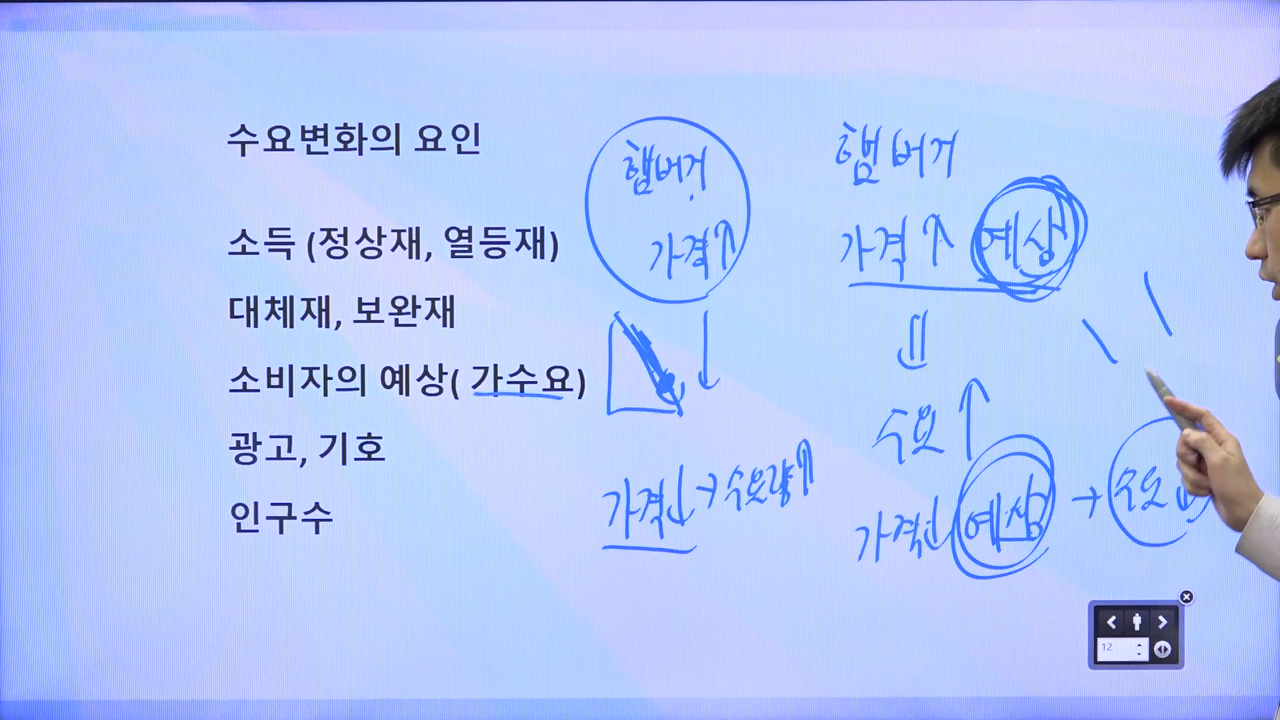 수요변화의 요인
소득 (정상재, 열등재)
대체재, 보완재
소비자의 예상( 가수요)
광고, 기호
인구수
햄버거
가격↑
↓
가격↓→수요량↑
햄버거
가격↑ 예상
⇓
수요↑
가격↓ 예상 → 수요↓
12